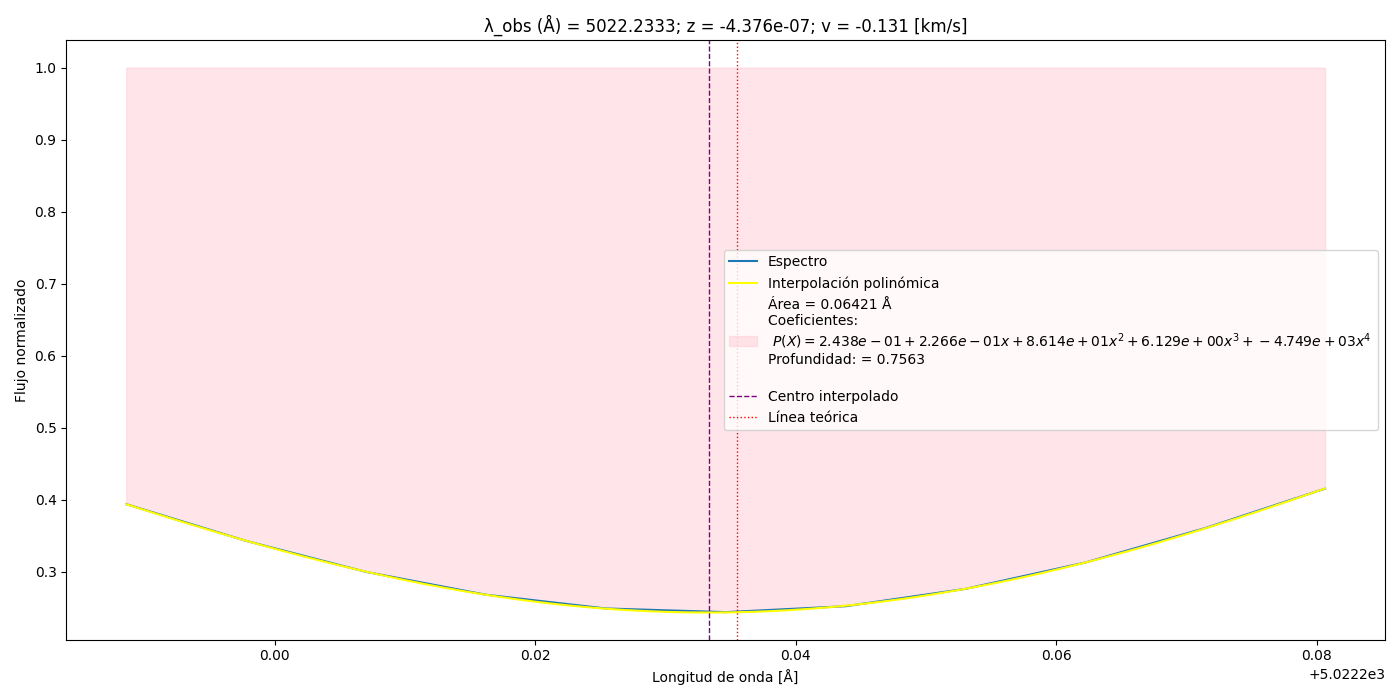 λ_obs (Å) = 5022.2333; z = -4.376e-07; v = -0.131 [km/s]
Flujo normalizado
1.0
0.9
0.8
0.7
0.6
0.5
0.4
0.3
Espectro
Interpolación polinómica
Área = 0.06421 Å
Coeficientes:
P(X) = 2.438e − 01 + 2.266e − 01x + 8.614e + 01x² + 6.129e + 00x³ + − 4.749e + 03x⁴
Profundidad: = 0.7563
Centro interpolado
Línea teórica
0.00
0.02
0.04
0.06
0.08
+5.0222e3
Longitud de onda [Å]